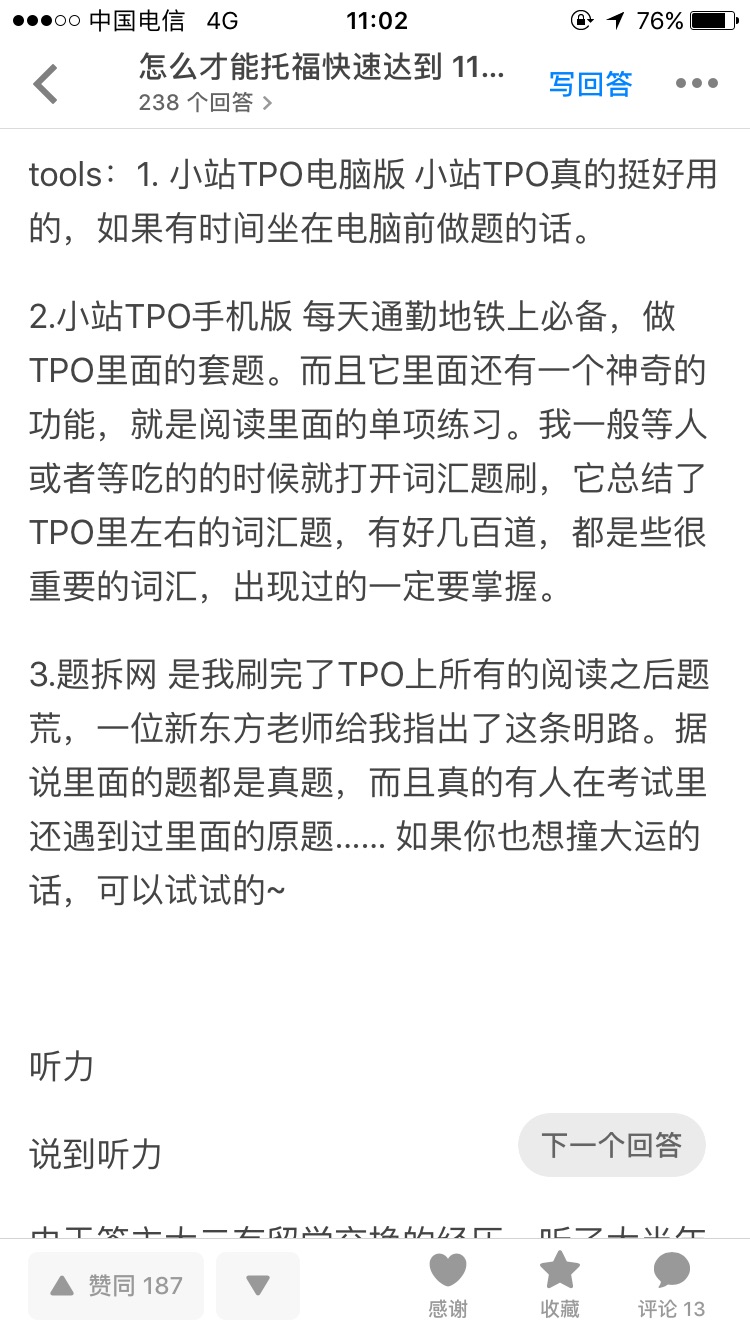 中国电信 4G 11:02 76%
怎么才能托福快速达到 11...
238 个回答
写回答
tools：1. 小站TPO电脑版 小站TPO真的挺好用
的，如果有时间坐在电脑前做题的话。
2.小站TPO手机版 每天通勤地铁上必备，做
TPO里面的套题。而且它里面还有一个神奇的
功能，就是阅读里面的单项练习。我一般等人
或者等吃的的时候就打开词汇题刷，它总结了
TPO里左右的词汇题，有好几百道，都是些很
重要的词汇，出现过的一定要掌握。
3.题拆网 是我刷完了TPO上所有的阅读之后题
荒，一位新东方老师给我指出了这条明路。据
说里面的题都是真题，而且真的有人在考试里
还遇到过里面的原题...... 如果你也想撞大运的
话，可以试试的~
听力
说到听力
下一个回答
赞同 187
感谢
收藏
评论 13